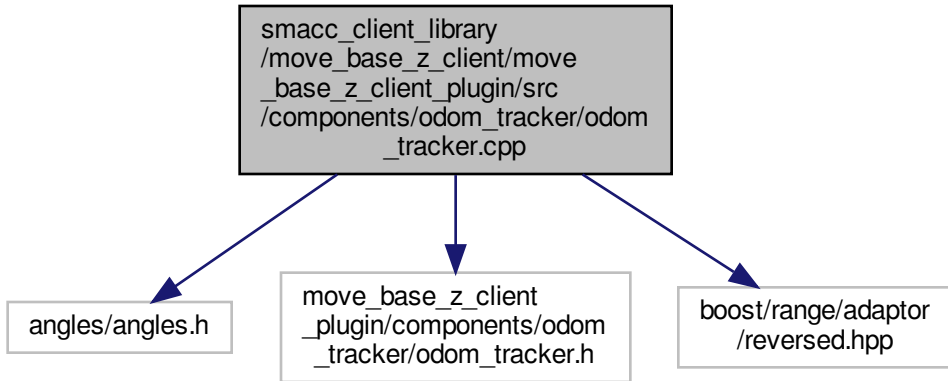 smacc_client_library
/move_base_z_client/move
_base_z_client_plugin/src
/components/odom_tracker/odom
_tracker.cpp
angles/angles.h
move_base_z_client
_plugin/components/odom
_tracker/odom_tracker.h
boost/range/adaptor
/reversed.hpp